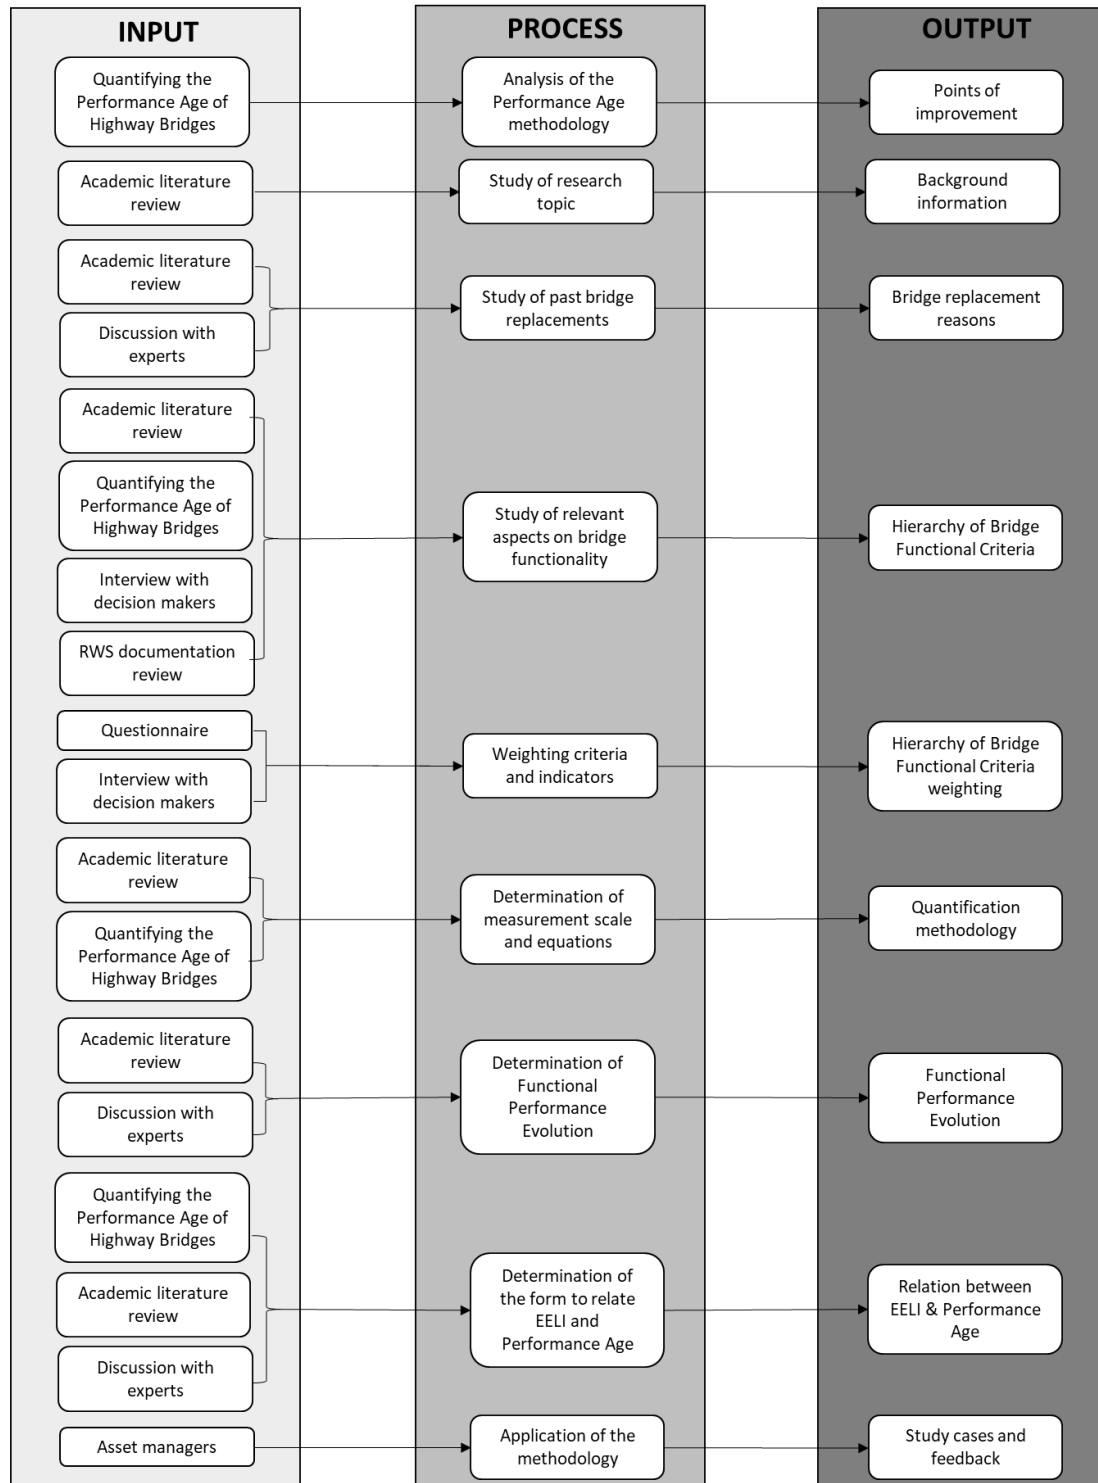 INPUT
PROCESS
OUTPUT
Quantifying the
Performance Age of
Highway Bridges
Analysis of the
Performance Age
methodology
Points of
improvement
Academic literature
review
Study of research
topic
Background
information
Academic literature
review
Discussion with
experts
Study of past bridge
replacements
Bridge replacement
reasons
Academic literature
review
Quantifying the
Performance Age of
Highway Bridges
Interview with
decision makers
RWS documentation
review
Study of relevant
aspects on bridge
functionality
Hierarchy of Bridge
Functional Criteria
Questionnaire
Interview with
decision makers
Weighting criteria
and indicators
Hierarchy of Bridge
Functional Criteria
weighting
Academic literature
review
Quantifying the
Performance Age of
Highway Bridges
Determination of
measurement scale
and equations
Quantification
methodology
Academic literature
review
Discussion with
experts
Determination of
Functional
Performance
Evolution
Functional
Performance
Evolution
Quantifying the
Performance Age of
Highway Bridges
Academic literature
review
Discussion with
experts
Determination of
the form to relate
EELI and
Performance Age
Relation between
EELI & Performance
Age
Asset managers
Application of the
methodology
Study cases and
feedback